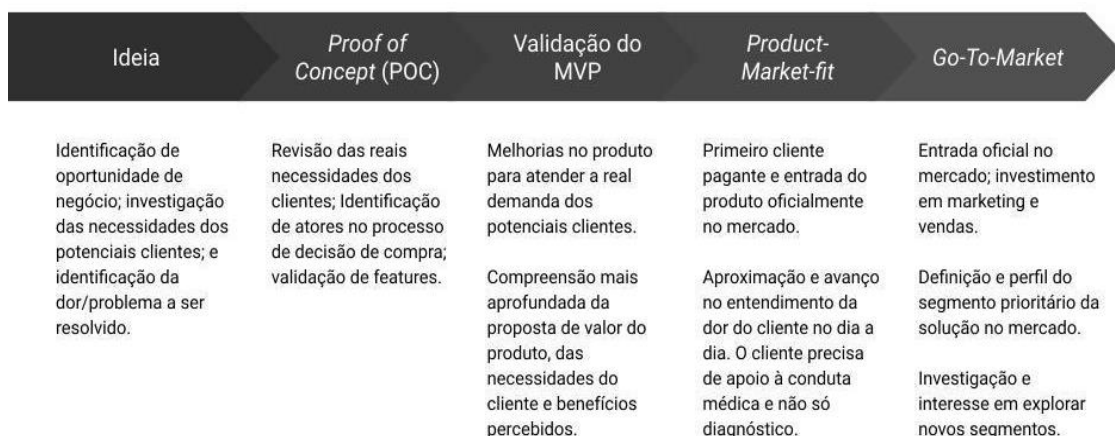 Ideia
Proof of
Concept (POC)
Validação do
MVP
Product-
Market-fit
Go-To-Market
Identificação de
oportunidade de
negócio; investigação
das necessidades dos
potenciais clientes; e
identificação da
dor/problema a ser
resolvido.
Revisão das reais
necessidades dos
clientes; Identificação
de atores no processo
de decisão de compra;
validação de features.
Melhorias no produto
para atender a real
demanda dos
potenciais clientes.
Compreensão mais
aprofundada da
proposta de valor do
produto, das
necessidades do
cliente e benefícios
percebidos.
Primeiro cliente
pagante e entrada do
produto oficialmente
no mercado.
Aproximação e avanço
no entendimento da
dor do cliente no dia a
dia. O cliente precisa
de apoio à conduta
médica e não só
diagnóstico.
Entrada oficial no
mercado; investimento
em marketing e
vendas.
Definição e perfil do
segmento prioritário da
solução no mercado.
Investigação e
interesse em explorar
novos segmentos.